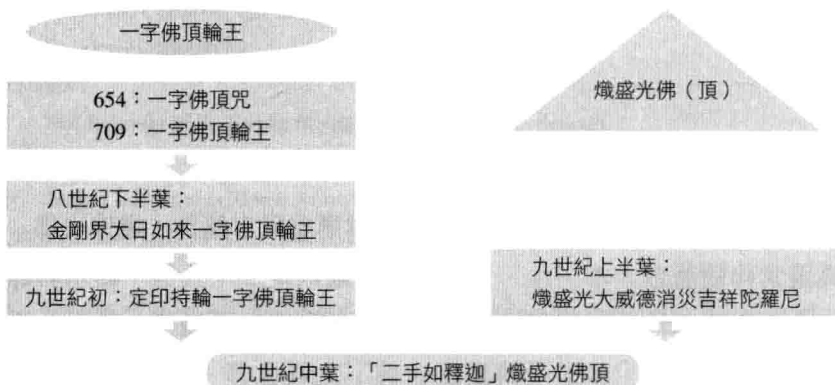 一字佛頂輪王
654：一字佛頂咒
709：一字佛頂輪王
八世紀下半葉：
金剛界大日如來一字佛頂輪王
九世紀初：定印持輪一字佛頂輪王
熾盛光佛（頂）
九世紀上半葉：
熾盛光大威德消災吉祥陀羅尼
九世紀中葉：「二手如釋迦」熾盛光佛頂